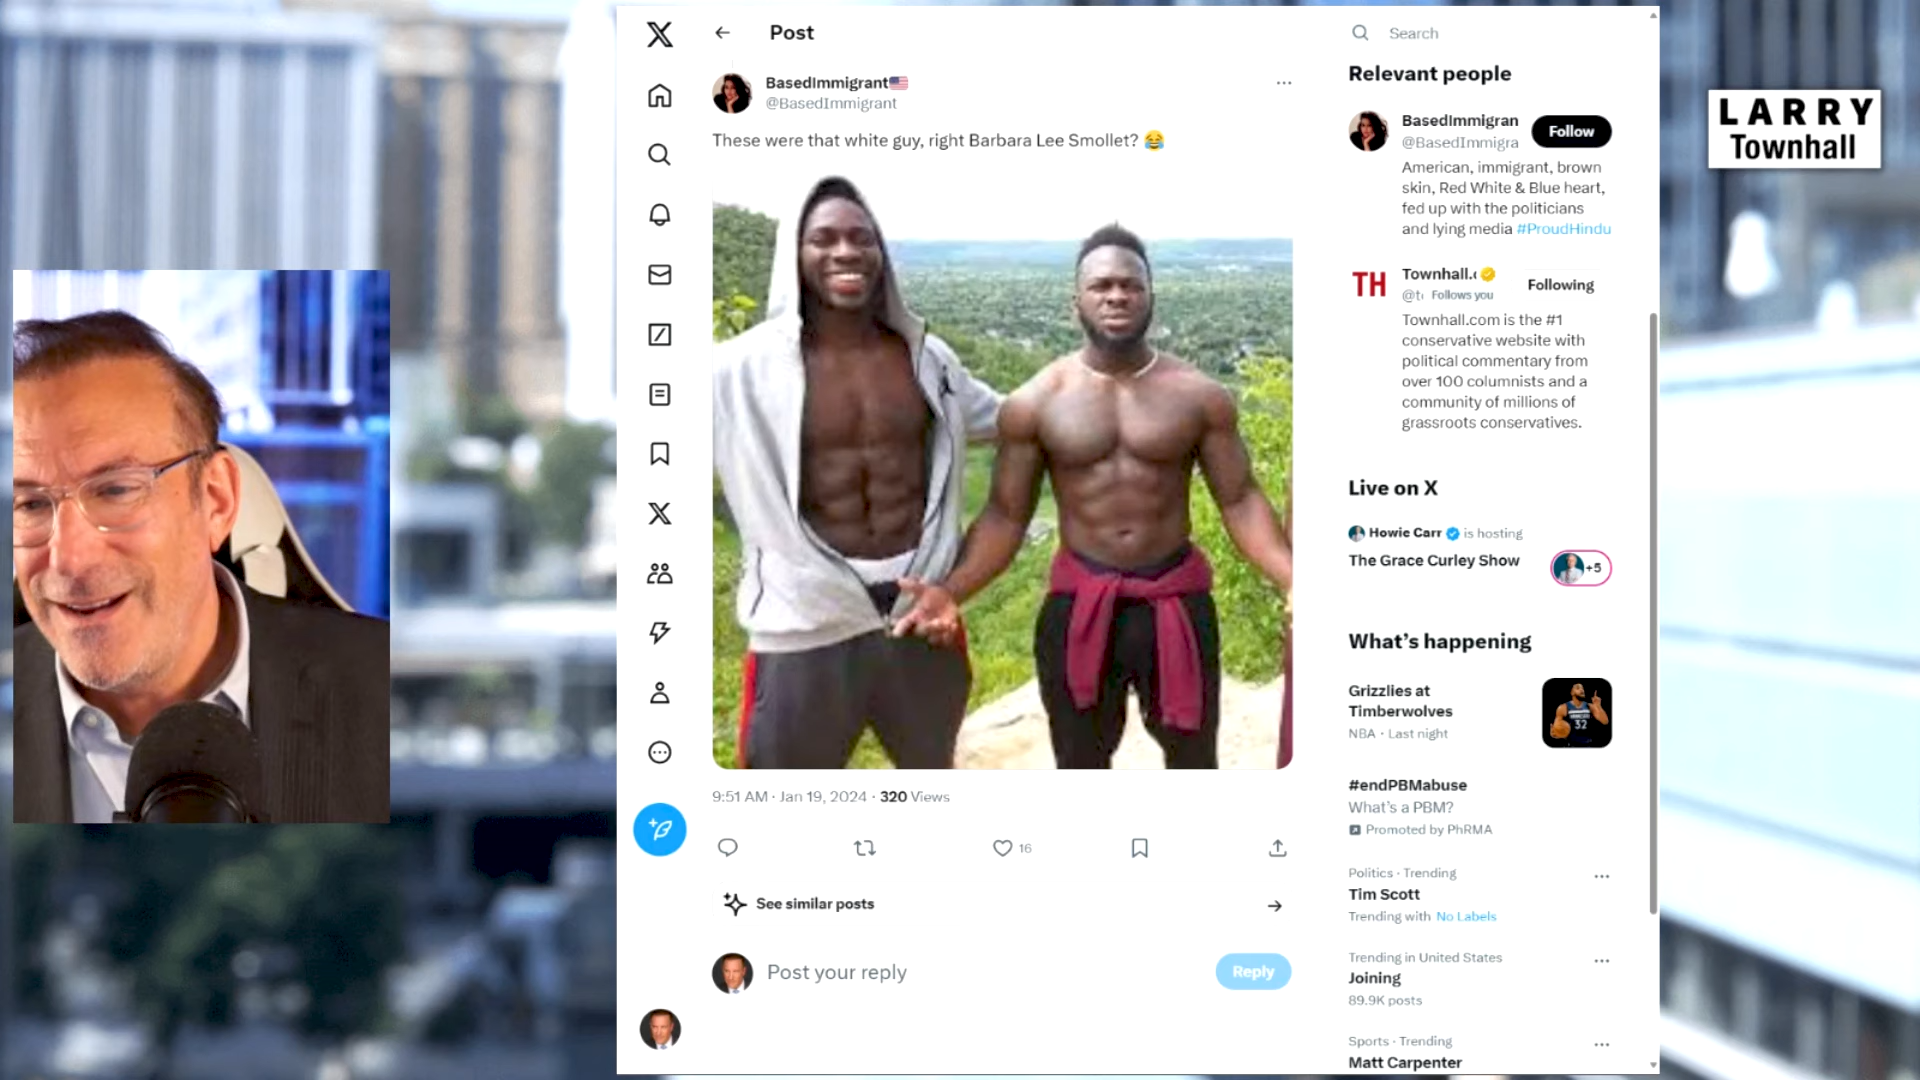 Post
BasedImmigrant
@BasedImmigrant
These were that white guy, right Barbara Lee Smollet?
9:51 AM · Jan 19, 2024 · 320 Views
16
See similar posts
Post your reply
Reply
Search
Relevant people
BasedImmigran
@BasedImmigra
Follow
American, immigrant, brown
skin, Red White & Blue heart,
fed up with the politicians
and lying media #ProudHindu
TH
Townhall.c
@t Follows you
Following
Townhall.com is the #1
conservative website with
political commentary from
over 100 columnists and a
community of millions of
grassroots conservatives.
Live on X
Howie Carr is hosting
The Grace Curley Show
+5
What's happening
Grizzlies at
Timberwolves
NBA · Last night
32
#endPBMabuse
What's a PBM?
Promoted by PhRMA
Politics · Trending
Tim Scott
Trending with No Labels
Trending in United States
Joining
89.9K posts
Sports · Trending
Matt Carpenter
LARRY
Townhall